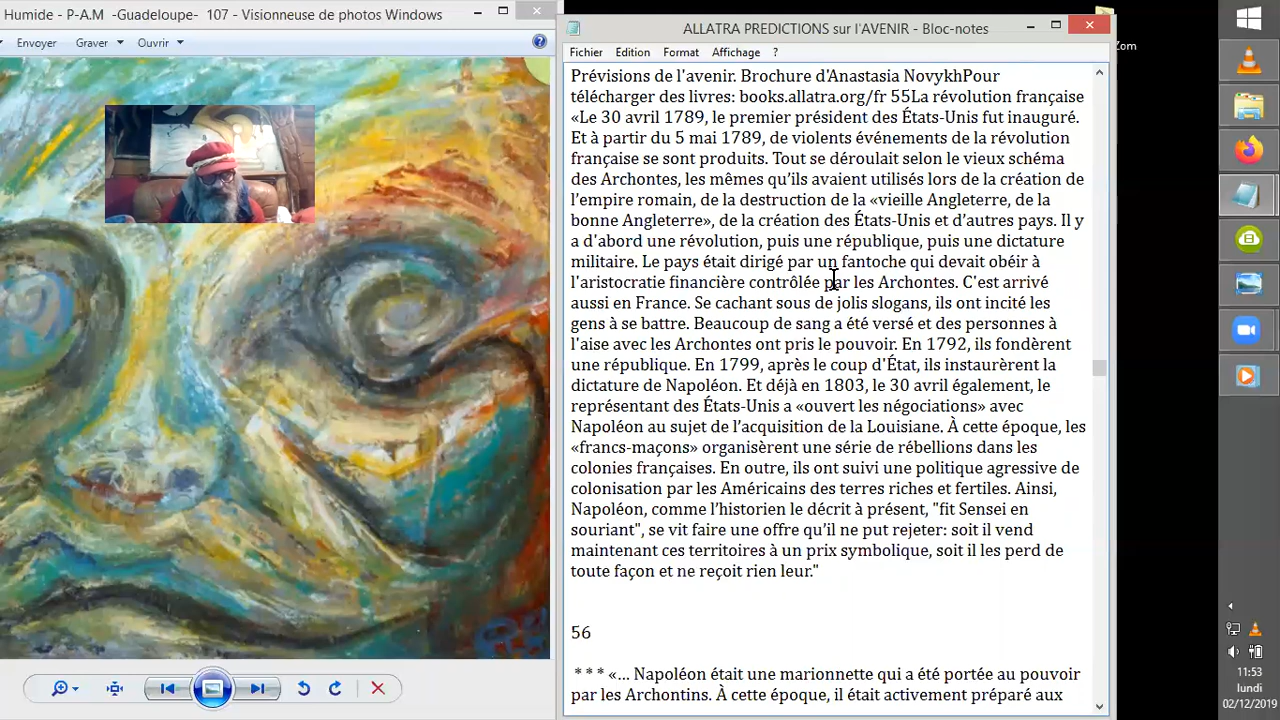 Humide - P-A.M -Guadeloupe- 107 - Visionneuse de photos Windows
Envoyer Graver Ouvrir
ALLATRA PREDICTIONS sur l'AVENIR - Bloc-notes
Fichier Edition Format Affichage ?
Prévisions de l'avenir. Brochure d'Anastasia NovykhPour
télécharger des livres: books.allatra.org/fr 55La révolution française
«Le 30 avril 1789, le premier président des États-Unis fut inauguré.
Et à partir du 5 mai 1789, de violents événements de la révolution
française se sont produits. Tout se déroulait selon le vieux schéma
des Archontes, les mêmes qu'ils avaient utilisés lors de la création de
l'empire romain, de la destruction de la «vieille Angleterre, de la
bonne Angleterre», de la création des États-Unis et d'autres pays. Il y
a d'abord une révolution, puis une république, puis une dictature
militaire. Le pays était dirigé par un fantoche qui devait obéir à
l'aristocratie financière contrôlée par les Archontes. C'est arrivé
aussi en France. Se cachant sous de jolis slogans, ils ont incité les
gens à se battre. Beaucoup de sang a été versé et des personnes à
l'aise avec les Archontes ont pris le pouvoir. En 1792, ils fondèrent
une république. En 1799, après le coup d'État, ils instaurèrent la
dictature de Napoléon. Et déjà en 1803, le 30 avril également, le
représentant des États-Unis a «ouvert les négociations» avec
Napoléon au sujet de l'acquisition de la Louisiane. À cette époque, les
«francs-maçons» organisèrent une série de rébellions dans les
colonies françaises. En outre, ils ont suivi une politique agressive de
colonisation par les Américains des terres riches et fertiles. Ainsi,
Napoléon, comme l'historien le décrit à présent, "fit Sensei en
souriant", se vit faire une offre qu'il ne put rejeter: soit il vend
maintenant ces territoires à un prix symbolique, soit il les perd de
toute façon et ne reçoit rien leur."
56
* * * «... Napoléon était une marionnette qui a été portée au pouvoir
par les Archontins. À cette époque, il était activement préparé aux
Zom
11:53
lundi
02/12/2019